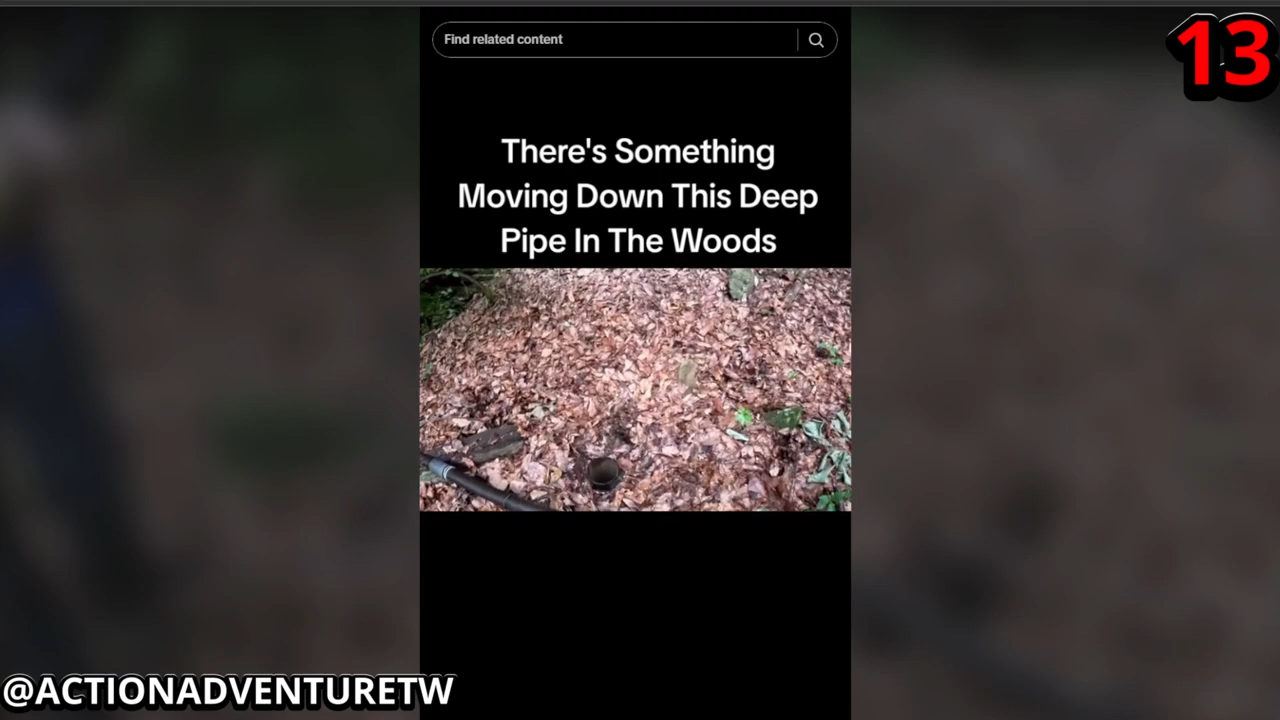 Find related content
13
There's Something
Moving Down This Deep
Pipe In The Woods
@ACTIONADVENTURETW